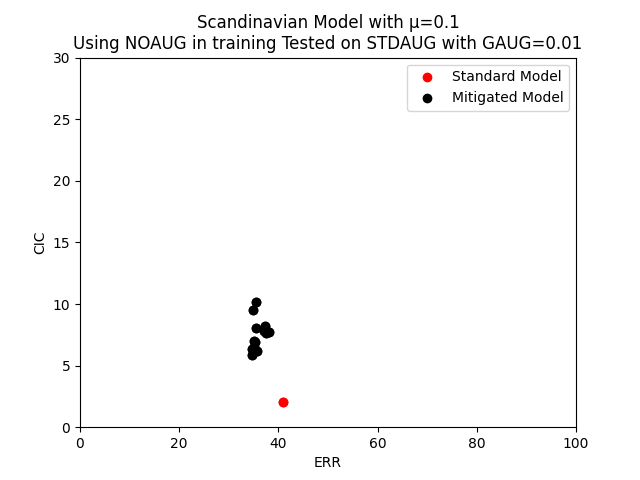 Scandinavian Model with μ=0.1
Using NOAUG in training Tested on STDAUG with GAUG=0.01
Standard Model
Mitigated Model
30
25
20
15
10
5
0
CIC
0 20 40 60 80 100
ERR